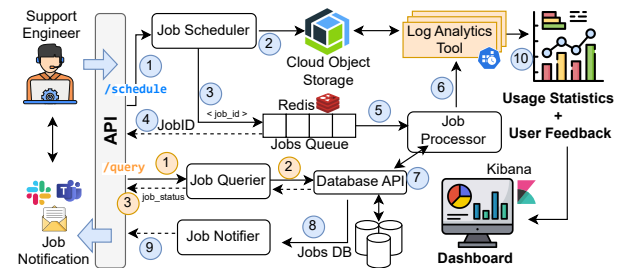 Support
Engineer
Job Scheduler
1
2
/schedule
3
Cloud Object
Storage
Log Analytics
Tool
10
Usage Statistics
+
User Feedback
6
< job_id >
Redis
4
JobID
5
Jobs Queue
Job
Processor
API
/query
1
2
Job Querier
Database API
7
3
job_status
Kibana
Job
Notification
9
Job Notifier
8
Jobs DB
Dashboard